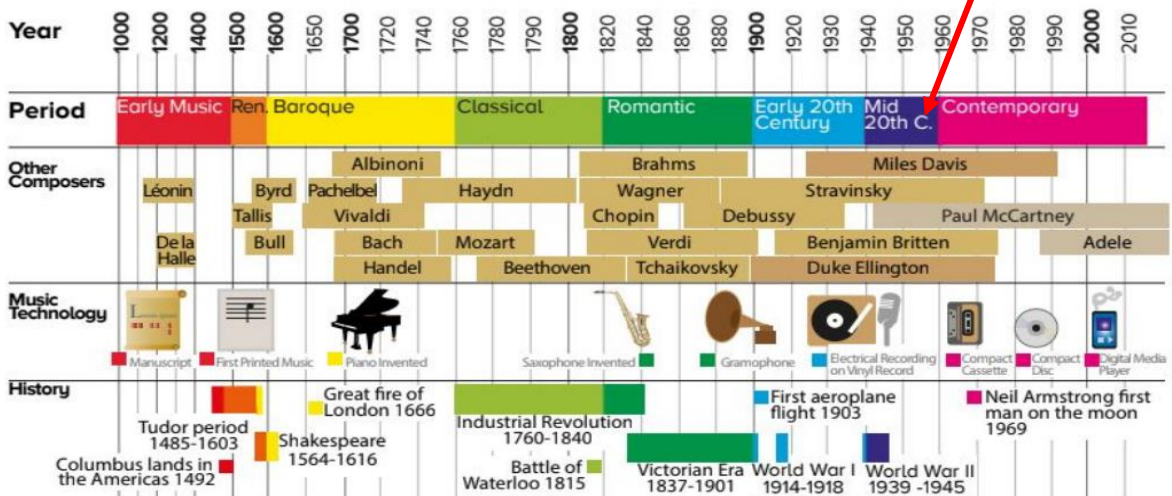 Year
1000 1200 1400 1500 1600 1650 1700 1720 1740 1760 1780 1790 1800 1820 1840 1860 1880 1900 1920 1930 1940 1950 1960 1970 1980 1990 2000 2010
Period
Early Music Ren. Baroque Classical Romantic Early 20th Century Mid 20th C. Contemporary
Other Composers
Albinoni Brahms Miles Davis
Léonin Byrd Pachelbel Haydn Wagner Stravinsky
Tallis Vivaldi Chopin Debussy Paul McCartney
De la Halle Bull Bach Mozart Verdi Benjamin Britten Adele
Handel Beethoven Tchaikovsky Duke Ellington
Music Technology
Manuscript
First Printed Music
Piano Invented
Saxophone Invented
Gramophone
Electrical Recording
on Vinyl Record
Compact
Cassette
Compact
Disc
Digital Media
Player
History
Tudor period
1485-1603
Columbus lands in
the Americas 1492
Shakespeare
1564-1616
Great fire of
London 1666
Industrial Revolution
1760-1840
Battle of
Waterloo 1815
Victorian Era
1837-1901
First aeroplane
flight 1903
World War I
1914-1918
World War II
1939 -1945
Neil Armstrong first
man on the moon
1969